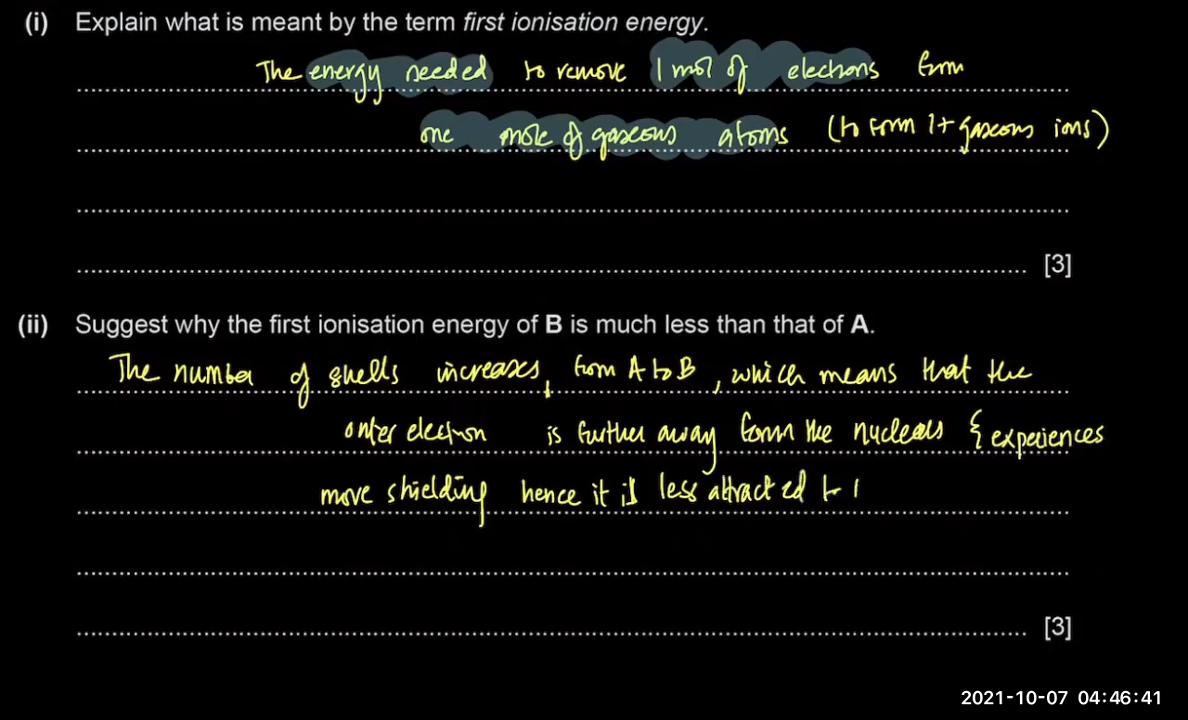 (i) Explain what is meant by the term first ionisation energy.
The energy needed to remove 1 mol of electrons from
one mole of gaseous atoms (to form 1+ gaseous ions)
[3]
(ii) Suggest why the first ionisation energy of B is much less than that of A.
The number of shells increases, from A to B, which means that the
outer electron is further away from the nucleus & experiences
more shielding hence it is less attracted to
[3]
2021-10-07 04:46:41